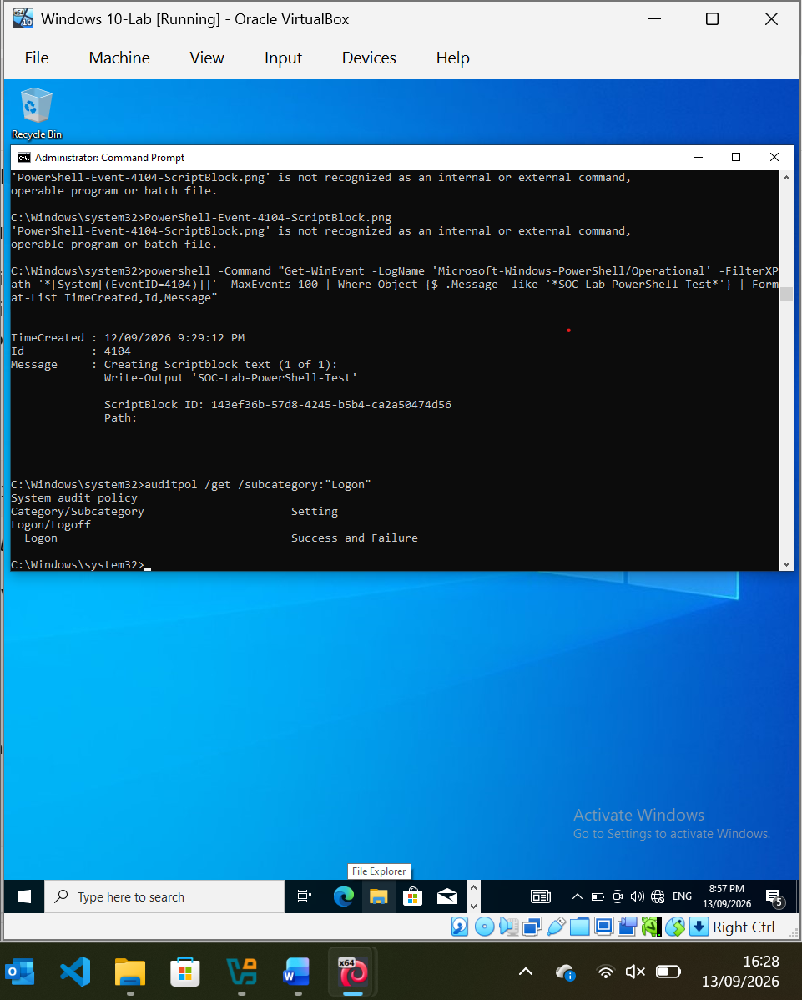 Windows 10-Lab [Running] - Oracle VirtualBox
File Machine View Input Devices Help
Recycle Bin
Administrator: Command Prompt
'PowerShell-Event-4104-ScriptBlock.png' is not recognized as an internal or external command,
operable program or batch file.
C:\Windows\system32>PowerShell-Event-4104-ScriptBlock.png
'PowerShell-Event-4104-ScriptBlock.png' is not recognized as an internal or external command,
operable program or batch file.
C:\Windows\system32>powershell -Command "Get-WinEvent -LogName 'Microsoft-Windows-PowerShell/Operational' -FilterXP
ath '*[System[(EventID=4104)]]' -MaxEvents 100 | Where-Object {$_.Message -like '*SOC-Lab-PowerShell-Test*'} | Form
at-List TimeCreated,Id,Message"
TimeCreated : 12/09/2026 9:29:12 PM
Id : 4104
Message : Creating Scriptblock text (1 of 1):
Write-Output 'SOC-Lab-PowerShell-Test'
ScriptBlock ID: 143ef36b-57d8-4245-b5b4-ca2a50474d56
Path:
C:\Windows\system32>auditpol /get /subcategory:"Logon"
System audit policy
Category/Subcategory Setting
Logon/Logoff
Logon Success and Failure
C:\Windows\system32>
Activate Windows
Go to Settings to activate Windows.
File Explorer
Type here to search
ENG
8:57 PM
13/09/2026
5
Right Ctrl
x64
16:28
13/09/2026